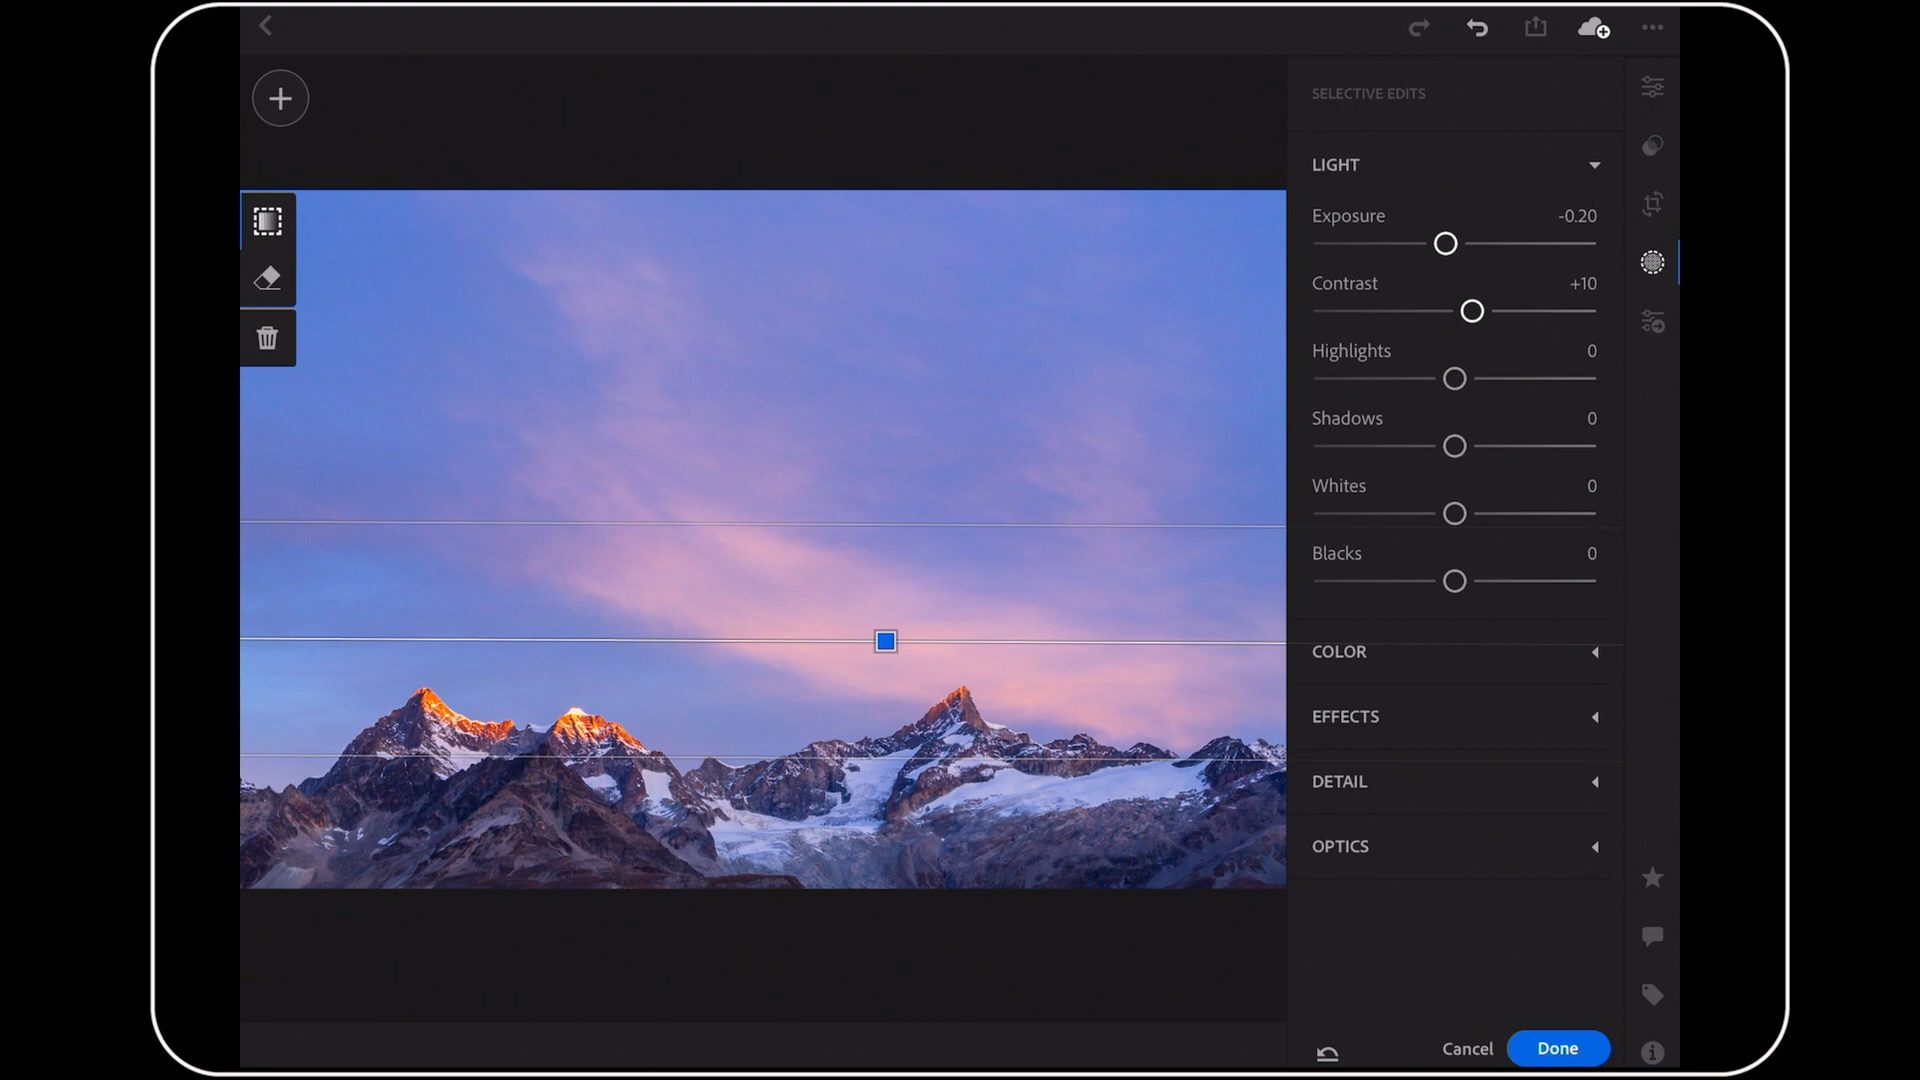 SELECTIVE EDITS
LIGHT
Exposure -0.20
Contrast +10
Highlights 0
Shadows 0
Whites 0
Blacks 0
COLOR
EFFECTS
DETAIL
OPTICS
Cancel Done